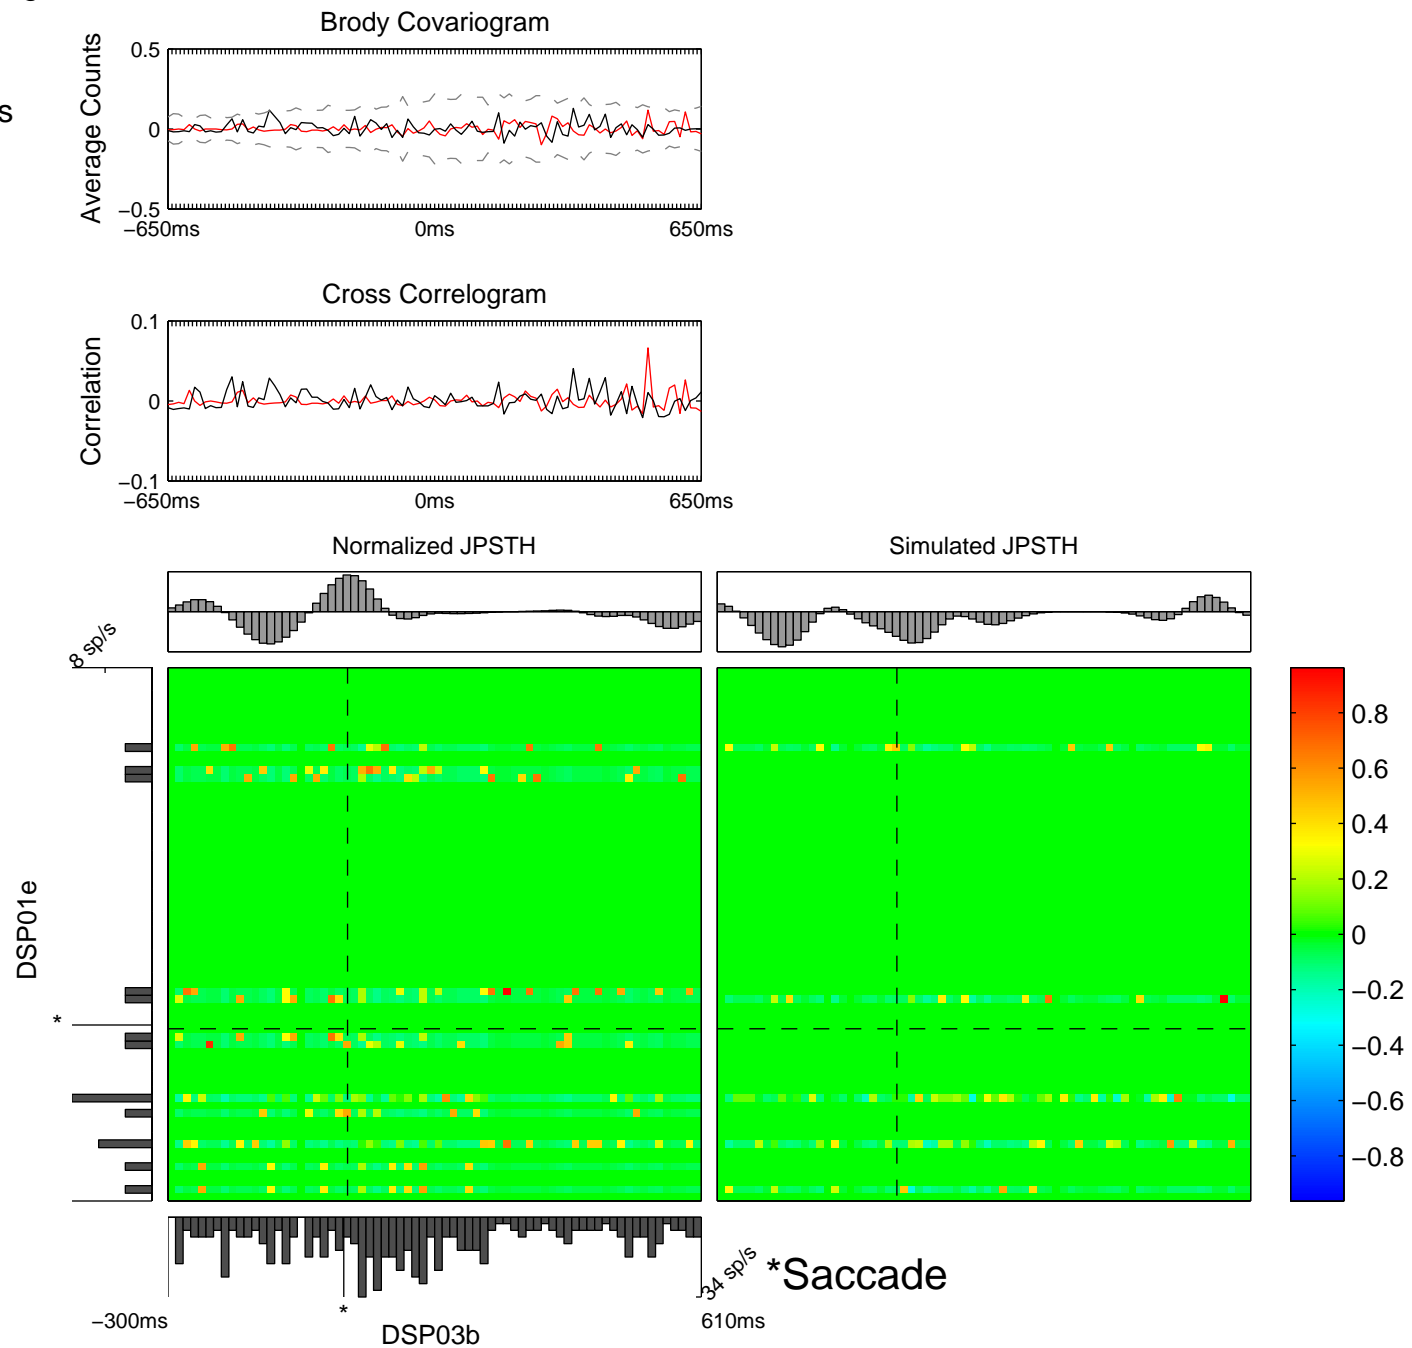 s
Brody Covariogram
Average Counts
0.5
0
−0.5
−650ms 0ms 650ms
Cross Correlogram
Correlation
0.1
0
−0.1
−650ms 0ms 650ms
Normalized JPSTH
Simulated JPSTH
8 sp/s
DSP01e
*
0.8
0.6
0.4
0.2
0
−0.2
−0.4
−0.6
−0.8
34 sp/s
*Saccade
*
−300ms
DSP03b
610ms